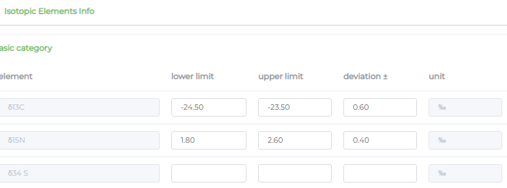 Isotopic Elements Info
asic category
element lower limit upper limit deviation ± unit
δ13C -24.50 -23.50 0.60 ‰
δ15N 1.80 2.60 0.40 ‰
δ34 S ‰